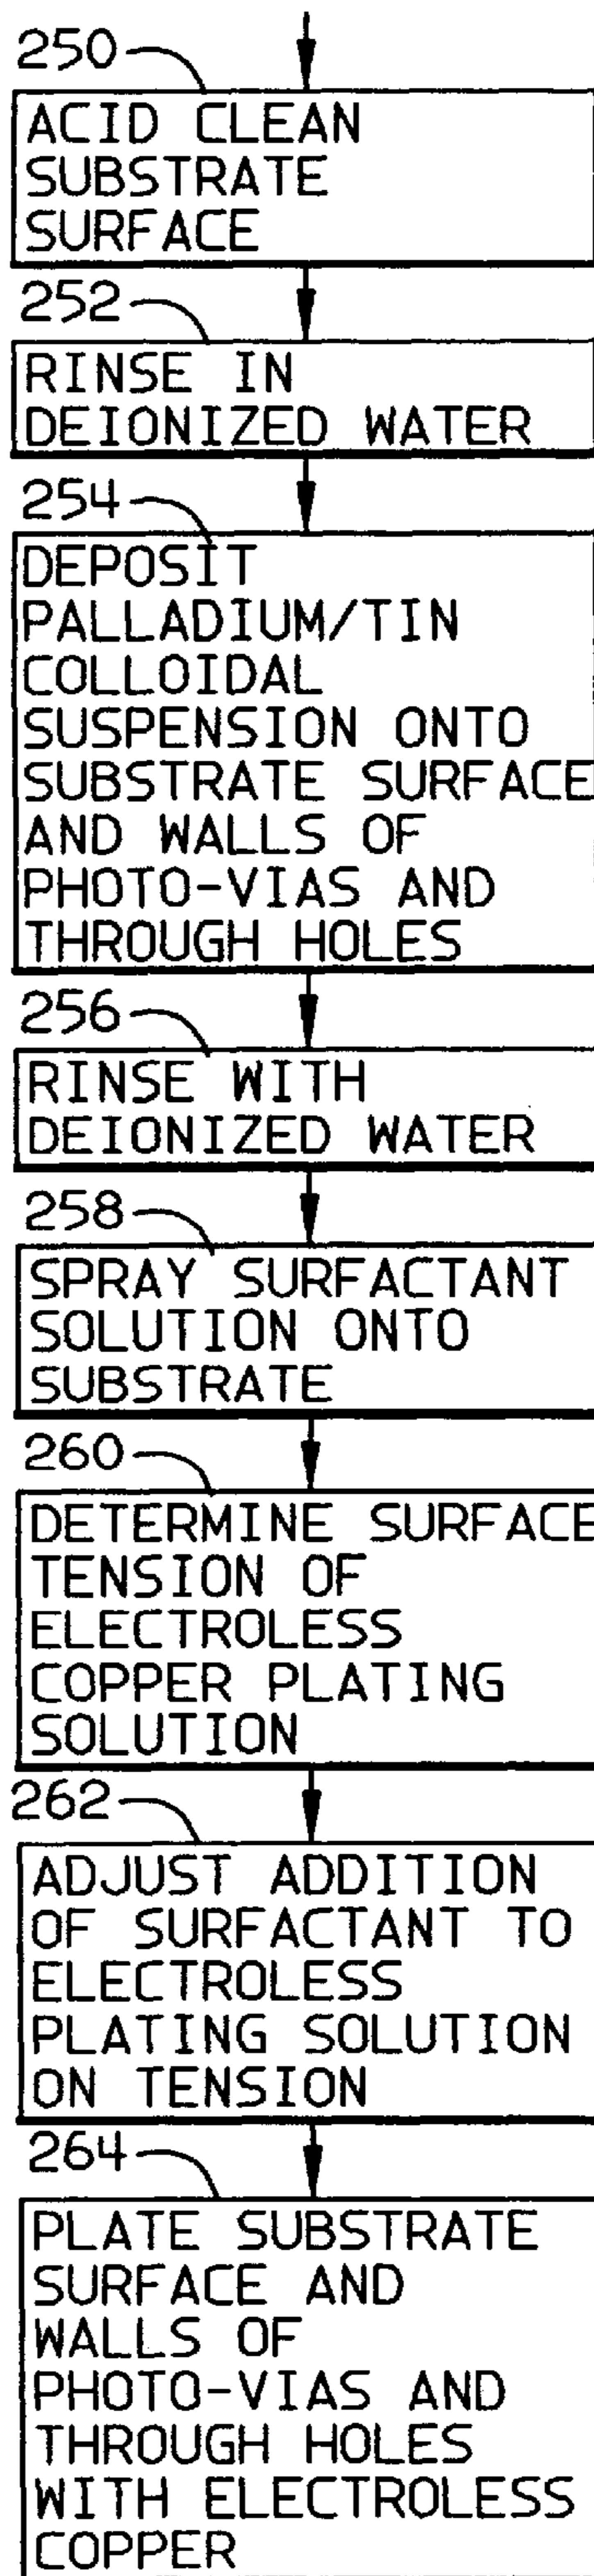 250
ACID CLEAN
SUBSTRATE
SURFACE
252
RINSE IN
DEIONIZED WATER
254
DEPOSIT
PALLADIUM/TIN
COLLOIDAL
SUSPENSION ONTO
SUBSTRATE SURFACE
AND WALLS OF
PHOTO-VIAS AND
THROUGH HOLES
256
RINSE WITH
DEIONIZED WATER
258
SPRAY SURFACTANT
SOLUTION ONTO
SUBSTRATE
260
DETERMINE SURFACE
TENSION OF
ELECTROLESS
COPPER PLATING
SOLUTION
262
ADJUST ADDITION
OF SURFACTANT TO
ELECTROLESS
PLATING SOLUTION
ON TENSION
264
PLATE SUBSTRATE
SURFACE AND
WALLS OF
PHOTO-VIAS AND
THROUGH HOLES
WITH ELECTROLESS
COPPER